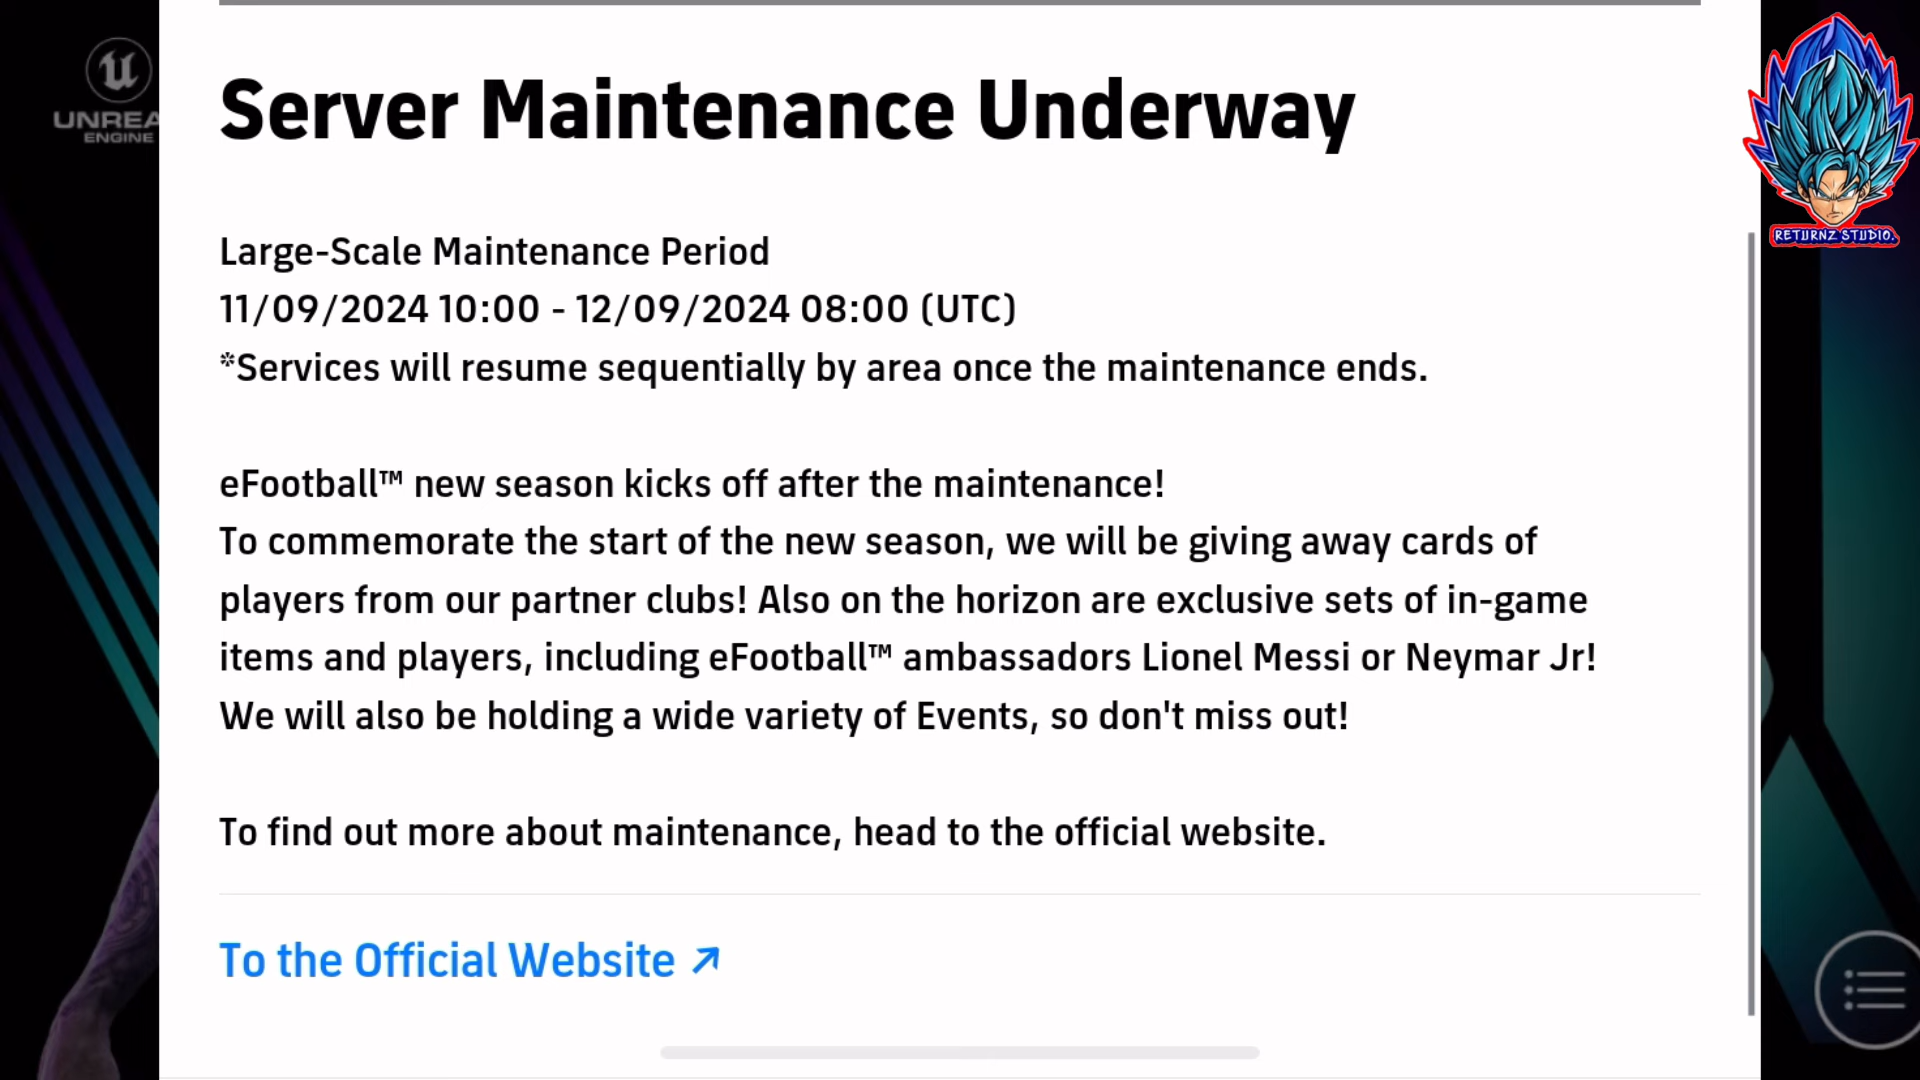 UNREA
ENGINE
Server Maintenance Underway
RETURNZ STUDIO.
Large-Scale Maintenance Period
11/09/2024 10:00 - 12/09/2024 08:00 (UTC)
*Services will resume sequentially by area once the maintenance ends.
eFootball™ new season kicks off after the maintenance!
To commemorate the start of the new season, we will be giving away cards of
players from our partner clubs! Also on the horizon are exclusive sets of in-game
items and players, including eFootball™ ambassadors Lionel Messi or Neymar Jr!
We will also be holding a wide variety of Events, so don't miss out!
To find out more about maintenance, head to the official website.
To the Official Website ↗